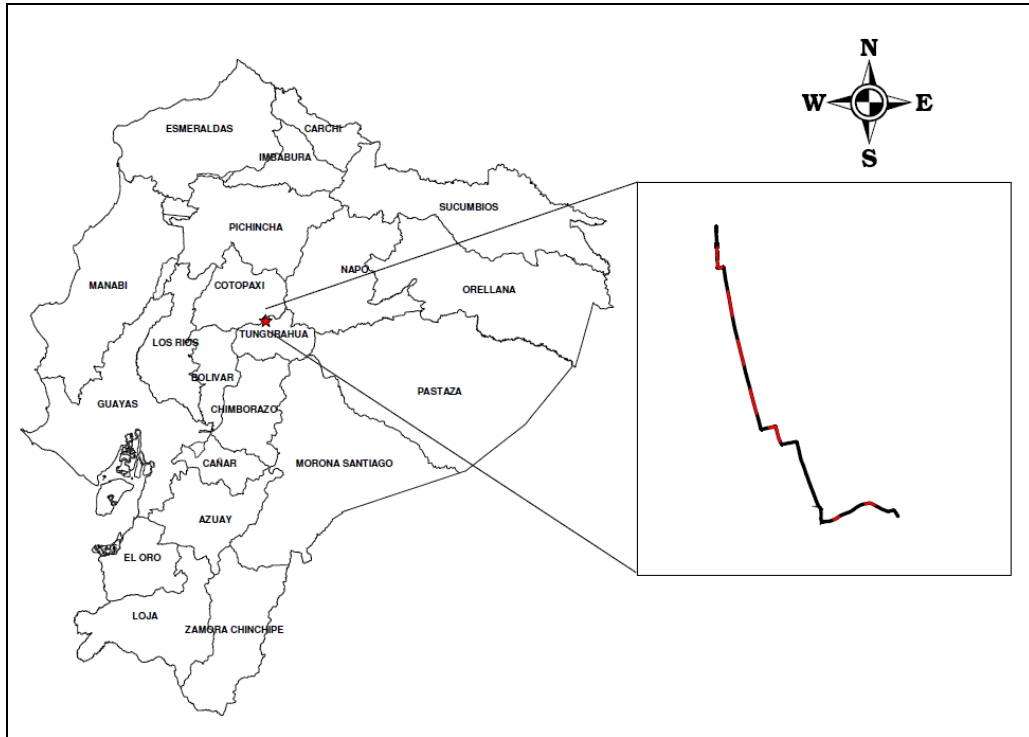 N
W E
S
ESMERALDAS
CARCHI
IMBABURA
SUCUMBIOS
PICHINCHA
NAPO
MANABI
COTOPAXI
ORELLANA
TUNGURAHUA
LOS RIOS
BOLIVAR
PASTAZA
GUAYAS
CHIMBORAZO
CAÑAR
MORONA SANTIAGO
AZUAY
EL ORO
LOJA
ZAMORA CHINCHIPE